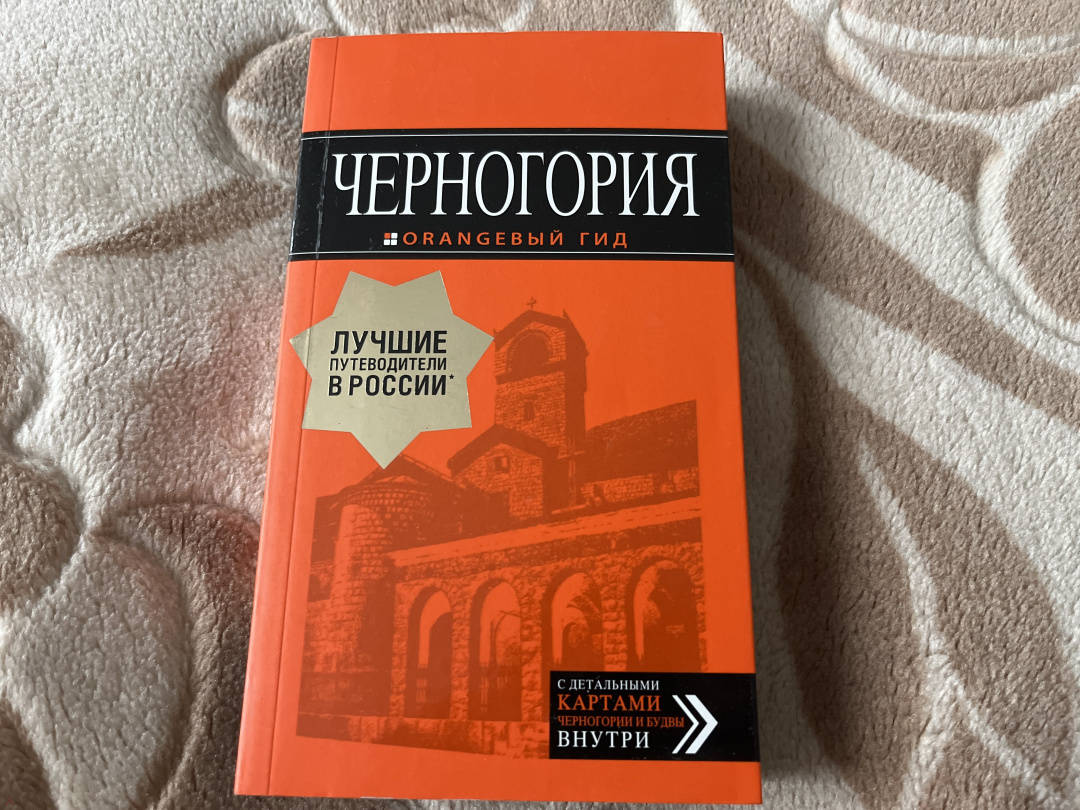 ЧЕРНОГОРИЯ
ORANGEВЫЙ ГИД
ЛУЧШИЕ
ПУТЕВОДИТЕЛИ
В РОССИИ*
С ДЕТАЛЬНЫМИ
КАРТАМИ
ЧЕРНОГОРИИ И БУДВЫ
ВНУТРИ